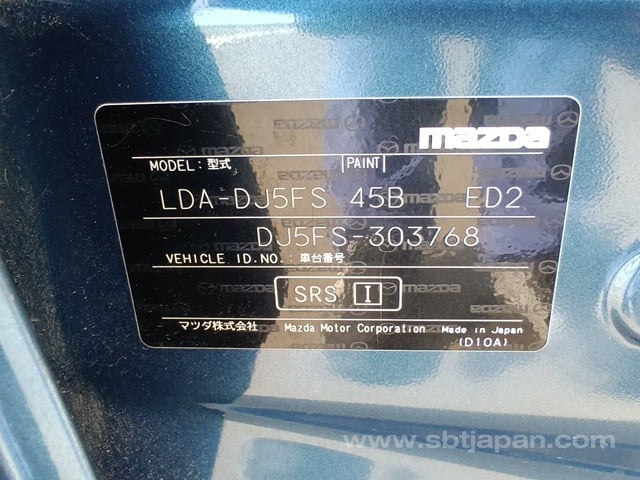 mazda
MODEL:型式 PAINT
LDA-DJ5FS 45B ED2
DJ5FS-303768
VEHICLE ID.NO.:車台番号
SRS I
マツダ株式会社 Mazda Motor Corporation Made in Japan
(D10A)
www.sbtjapan.com